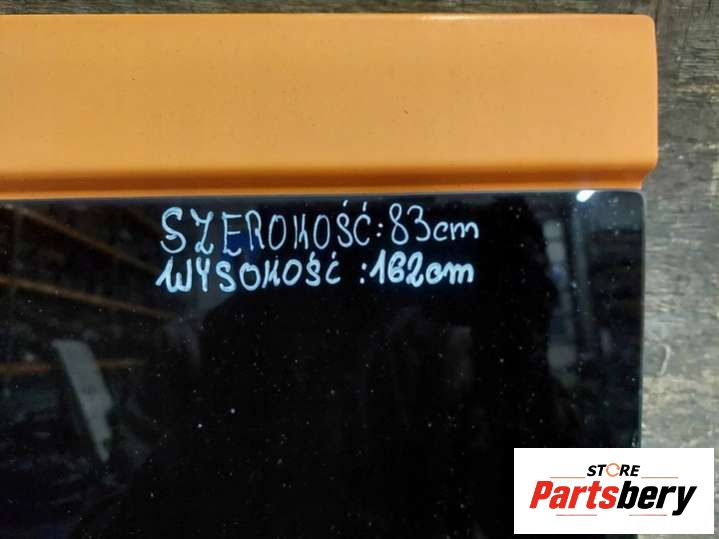 SZEROKOŚĆ: 83cm
WYSOKOŚĆ: 162cm
STORE
Partsbery